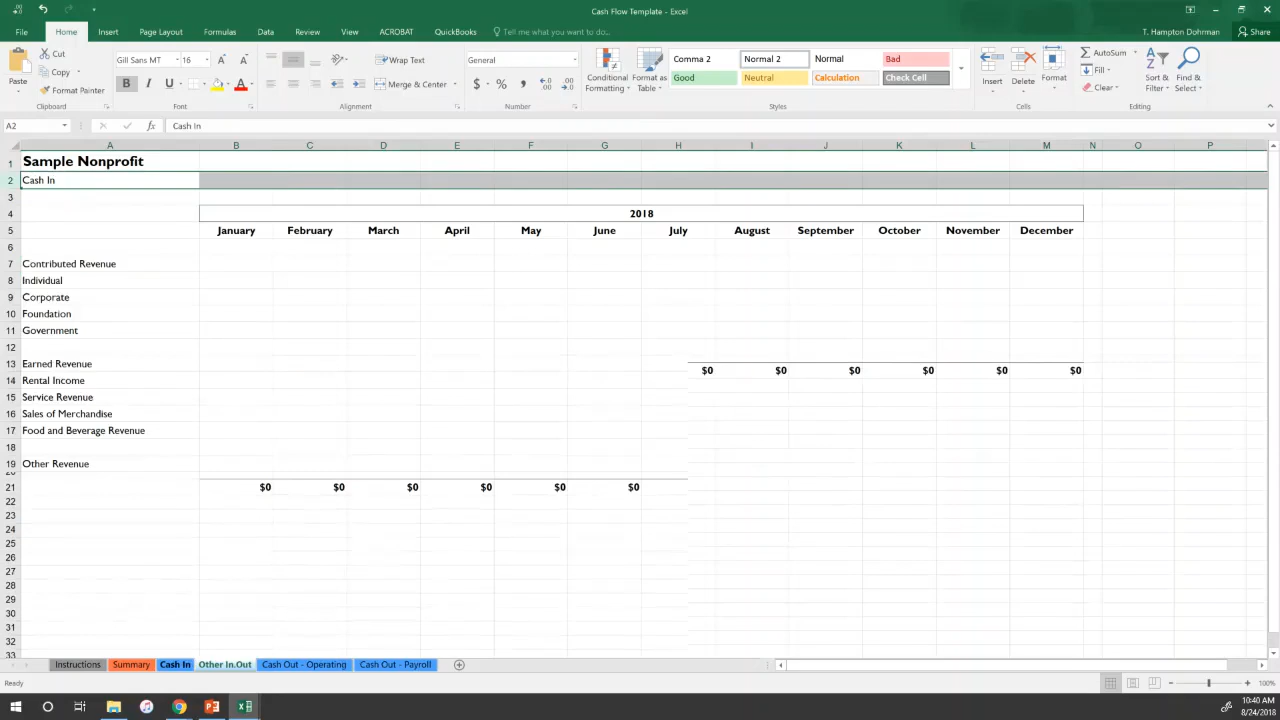 Cash Flow Template - Excel
File Home Insert Page Layout Formulas Data Review View ACROBAT QuickBooks Tell me what you want to do... T. Hampton Dohrman Share
Paste Cut Copy Format Painter Clipboard
Gill Sans MT 16 A A B I U A Font
Wrap Text Merge & Center Alignment
General $ % , Number
Conditional Formatting Format as Table Comma 2 Normal 2 Normal Bad Good Neutral Calculation Check Cell Styles
Insert Delete Format Cells
AutoSum Fill Clear Sort & Filter Find & Select Editing
A2 fx Cash In
A B C D E F G H I J K L M N O P
1 Sample Nonprofit
2 Cash In
3
4 2018
5 January February March April May June July August September October November December
6
7 Contributed Revenue
8 Individual
9 Corporate
10 Foundation
11 Government
12
13 Earned Revenue $0 $0 $0 $0 $0 $0
14 Rental Income
15 Service Revenue
16 Sales of Merchandise
17 Food and Beverage Revenue
18
19 Other Revenue
20
21 $0 $0 $0 $0 $0 $0
22
23
24
25
26
27
28
29
30
31
32
33
Instructions Summary Cash In Other In.Out Cash Out - Operating Cash Out - Payroll
Ready 100%
10:40 AM
8/24/2018